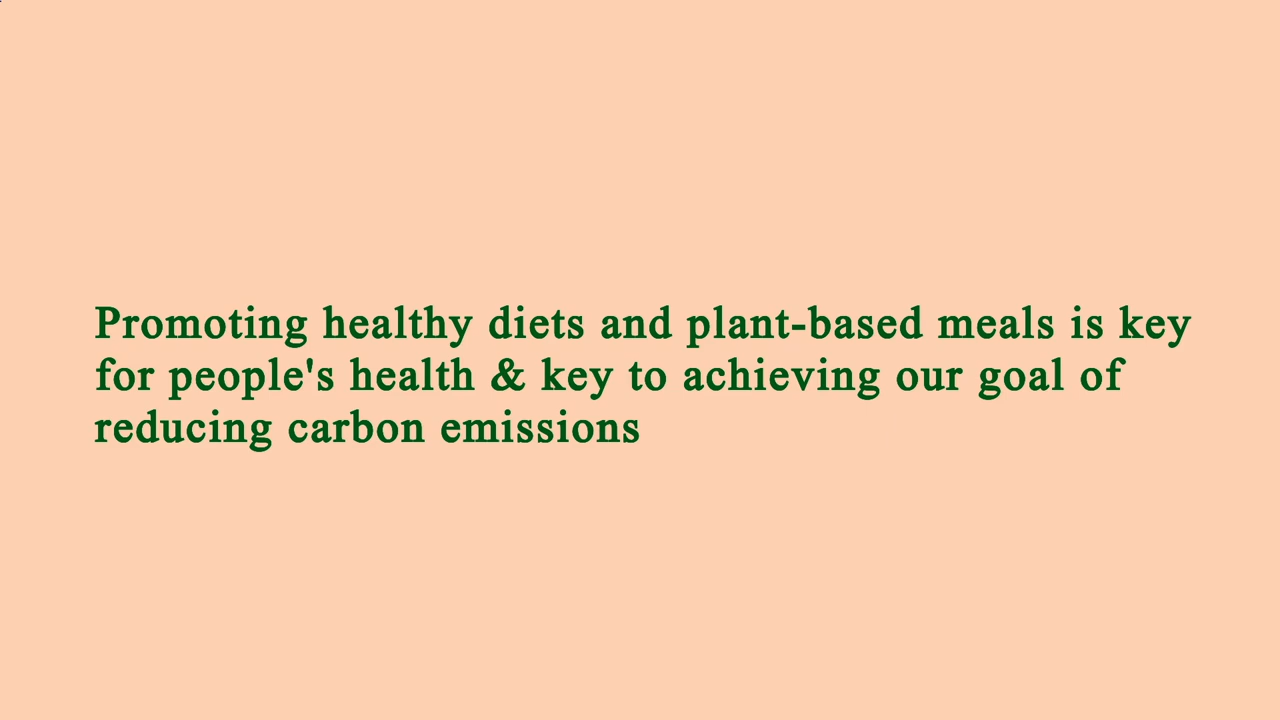 Promoting healthy diets and plant-based meals is key
for people's health & key to achieving our goal of
reducing carbon emissions